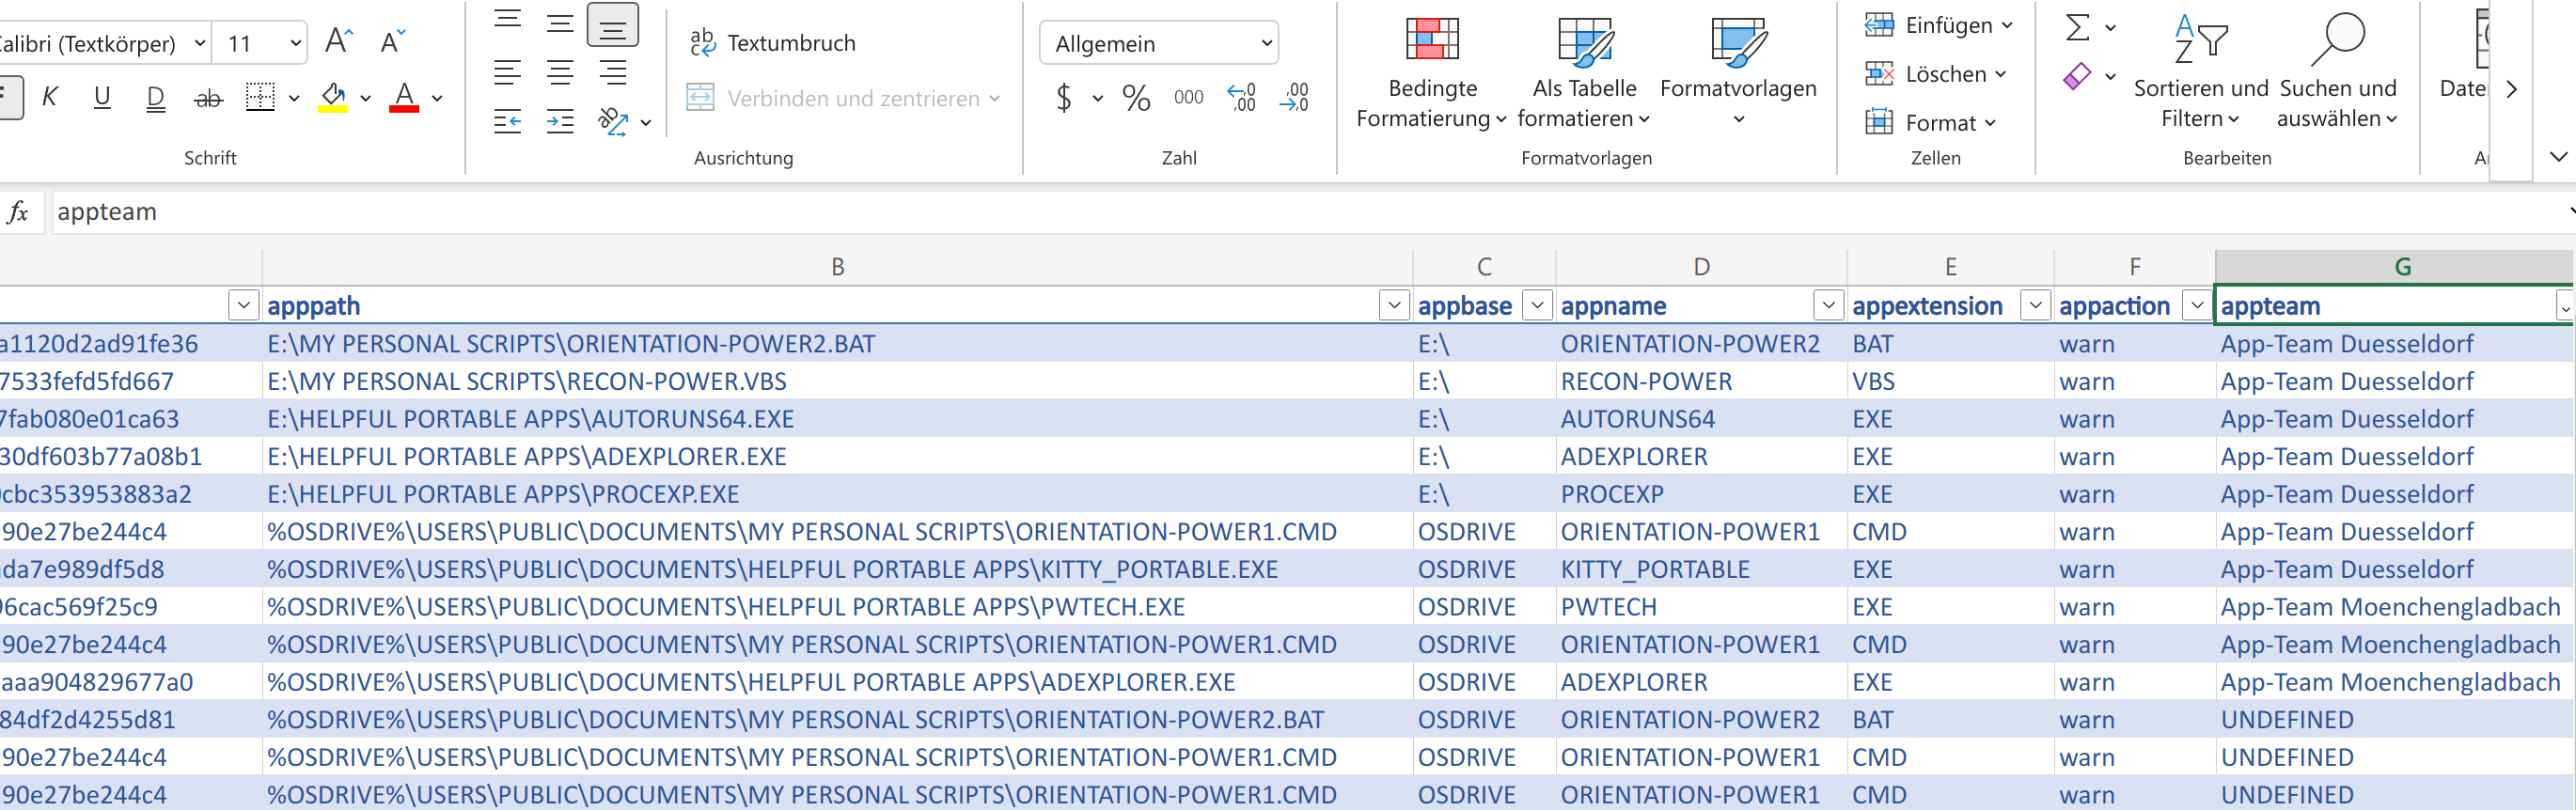 Calibri (Textkörper) 11 A A
ab c Textumbruch
Allgemein
F K U D ab A
Verbinden und zentrieren
$ % 000 ,0 ,00 ,00 ,0
Bedingte Formatierung
Als Tabelle formatieren
Formatvorlagen
Einfügen
Löschen
Format
Σ
A Z
Sortieren und Filtern
Suchen und auswählen
Schrift Ausrichtung Zahl Formatvorlagen Zellen Bearbeiten
fx appteam
B C D E F G
apppath appbase appname appextension appaction appteam
a1120d2ad91fe36 E:\MY PERSONAL SCRIPTS\ORIENTATION-POWER2.BAT E:\ ORIENTATION-POWER2 BAT warn App-Team Duesseldorf
7533fefd5fd667 E:\MY PERSONAL SCRIPTS\RECON-POWER.VBS E:\ RECON-POWER VBS warn App-Team Duesseldorf
7fab080e01ca63 E:\HELPFUL PORTABLE APPS\AUTORUNS64.EXE E:\ AUTORUNS64 EXE warn App-Team Duesseldorf
30df603b77a08b1 E:\HELPFUL PORTABLE APPS\ADEXPLORER.EXE E:\ ADEXPLORER EXE warn App-Team Duesseldorf
cbc353953883a2 E:\HELPFUL PORTABLE APPS\PROCEXP.EXE E:\ PROCEXP EXE warn App-Team Duesseldorf
90e27be244c4 %OSDRIVE%\USERS\PUBLIC\DOCUMENTS\MY PERSONAL SCRIPTS\ORIENTATION-POWER1.CMD OSDRIVE ORIENTATION-POWER1 CMD warn App-Team Duesseldorf
da7e989df5d8 %OSDRIVE%\USERS\PUBLIC\DOCUMENTS\HELPFUL PORTABLE APPS\KITTY_PORTABLE.EXE OSDRIVE KITTY_PORTABLE EXE warn App-Team Duesseldorf
96cac569f25c9 %OSDRIVE%\USERS\PUBLIC\DOCUMENTS\HELPFUL PORTABLE APPS\PWTECH.EXE OSDRIVE PWTECH EXE warn App-Team Moenchengladbach
90e27be244c4 %OSDRIVE%\USERS\PUBLIC\DOCUMENTS\MY PERSONAL SCRIPTS\ORIENTATION-POWER1.CMD OSDRIVE ORIENTATION-POWER1 CMD warn App-Team Moenchengladbach
aaa904829677a0 %OSDRIVE%\USERS\PUBLIC\DOCUMENTS\HELPFUL PORTABLE APPS\ADEXPLORER.EXE OSDRIVE ADEXPLORER EXE warn App-Team Moenchengladbach
84df2d4255d81 %OSDRIVE%\USERS\PUBLIC\DOCUMENTS\MY PERSONAL SCRIPTS\ORIENTATION-POWER2.BAT OSDRIVE ORIENTATION-POWER2 BAT warn UNDEFINED
90e27be244c4 %OSDRIVE%\USERS\PUBLIC\DOCUMENTS\MY PERSONAL SCRIPTS\ORIENTATION-POWER1.CMD OSDRIVE ORIENTATION-POWER1 CMD warn UNDEFINED
90e27be244c4 %OSDRIVE%\USERS\PUBLIC\DOCUMENTS\MY PERSONAL SCRIPTS\ORIENTATION-POWER1.CMD OSDRIVE ORIENTATION-POWER1 CMD warn UNDEFINED